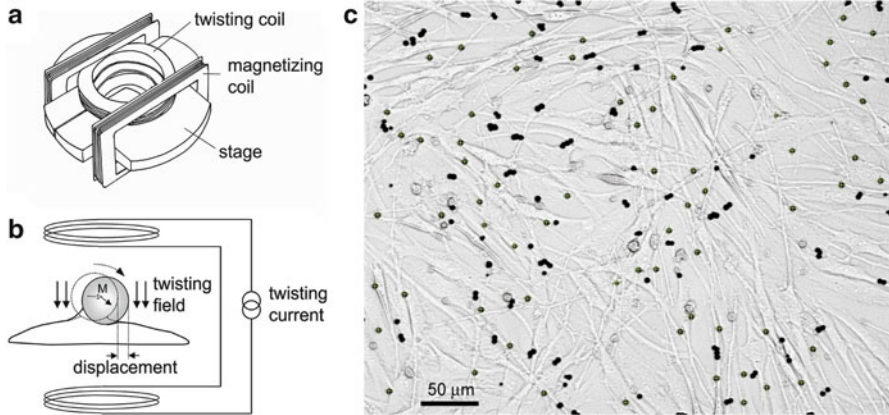 a
twisting coil
magnetizing
coil
stage
b
M
twisting
field
twisting
current
displacement
c
50 µm